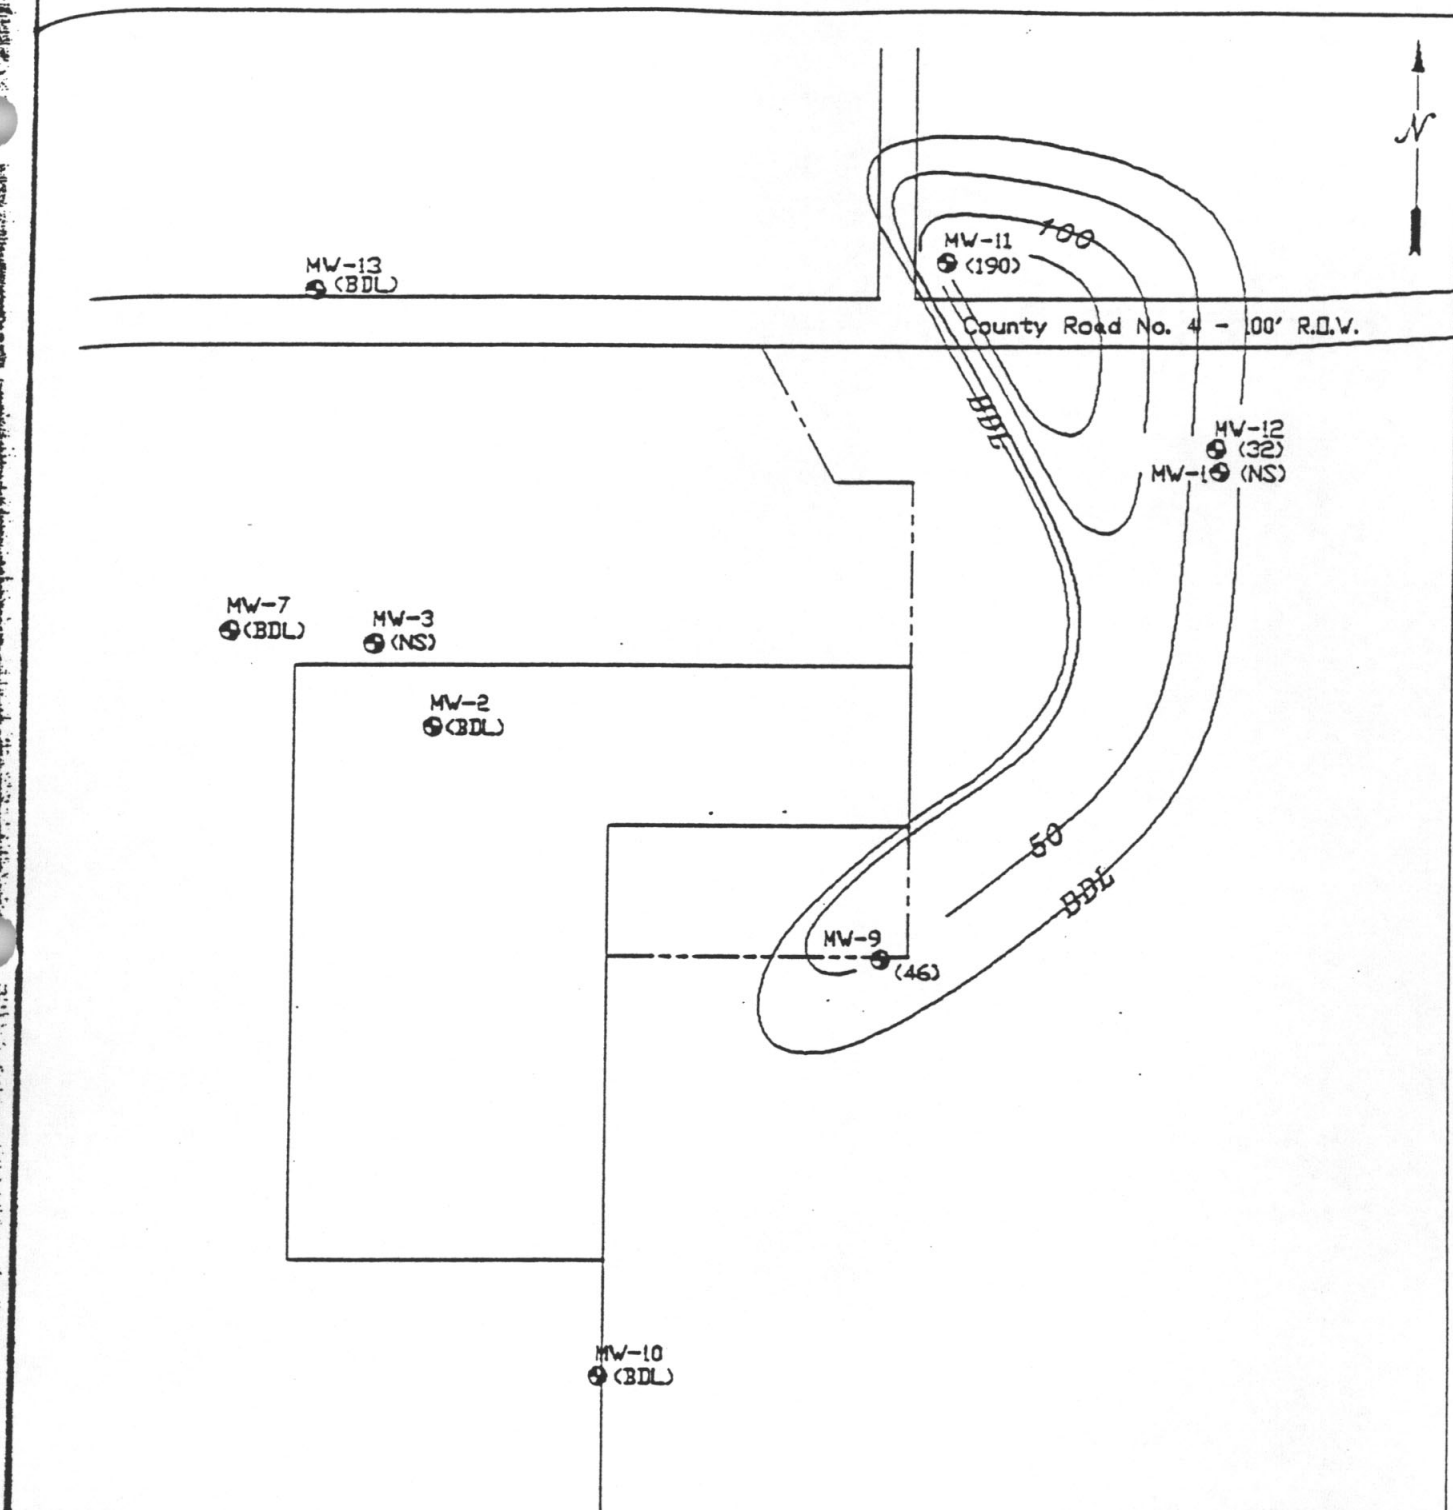 N
100
MW-11
(190)
MW-13
(BDL)
County Road No. 4 - 100' R.O.W.
BDL
MW-12
(32)
MW-1 (NS)
MW-7
(BDL)
MW-3
(NS)
MW-2
(BDL)
50
BDL
MW-9
(46)
MW-10
(BDL)